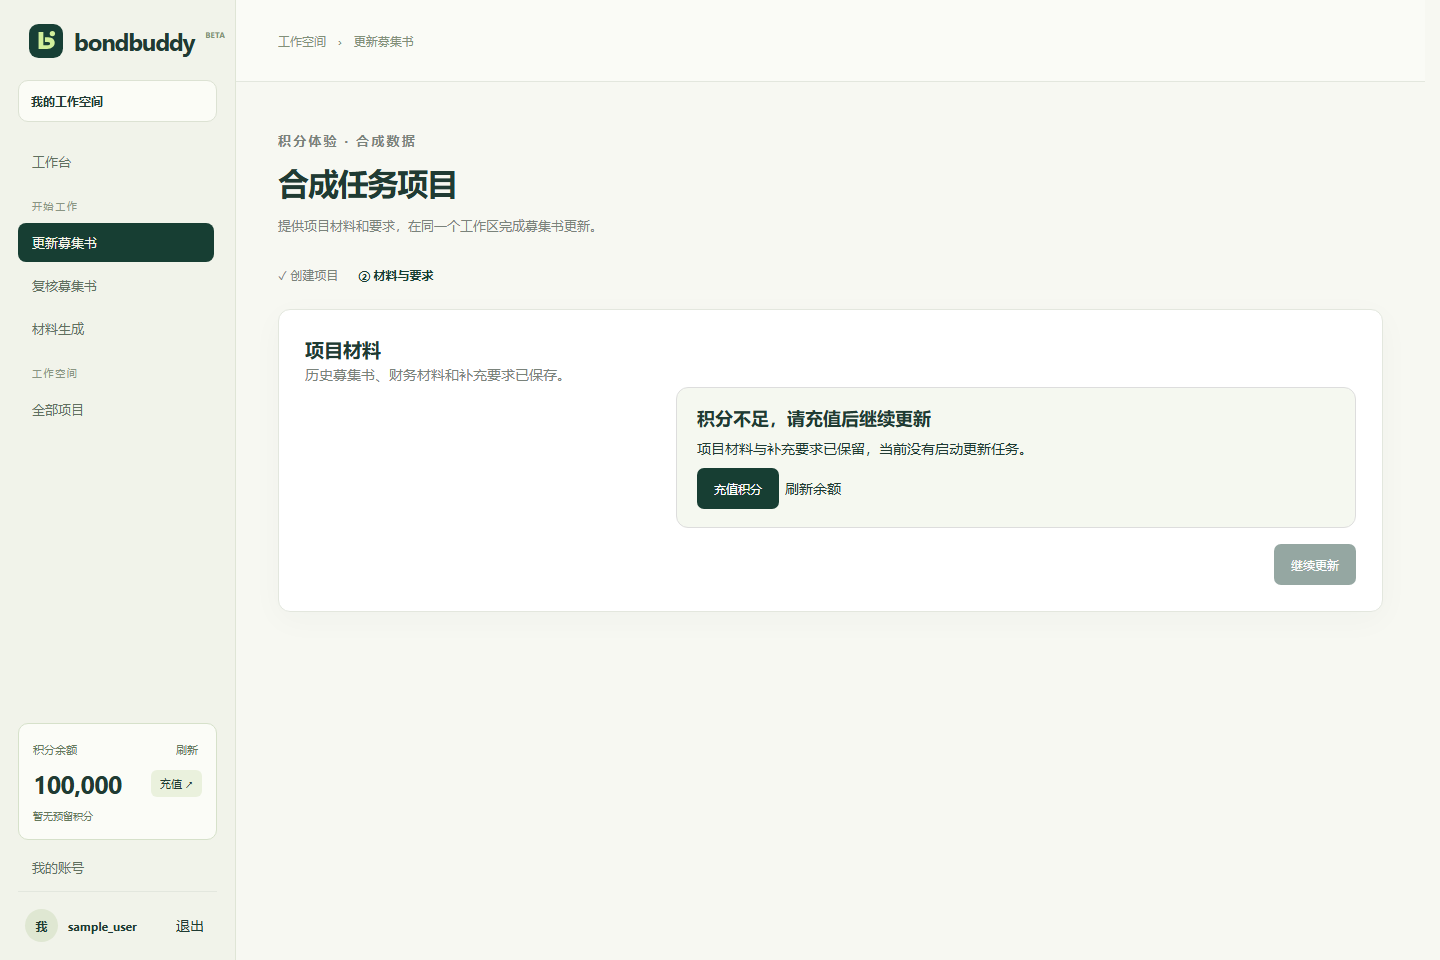 bondbuddy BETA
我的工作空间
工作台
开始工作
更新募集书
复核募集书
材料生成
工作空间
全部项目
积分余额 刷新
100,000 充值 ↗
暂无预留积分
我的账号
我 sample_user 退出
工作空间 › 更新募集书
积分体验 · 合成数据
合成任务项目
提供项目材料和要求，在同一个工作区完成募集书更新。
✓ 创建项目 ② 材料与要求
项目材料
历史募集书、财务材料和补充要求已保存。
积分不足，请充值后继续更新
项目材料与补充要求已保留，当前没有启动更新任务。
充值积分 刷新余额
继续更新